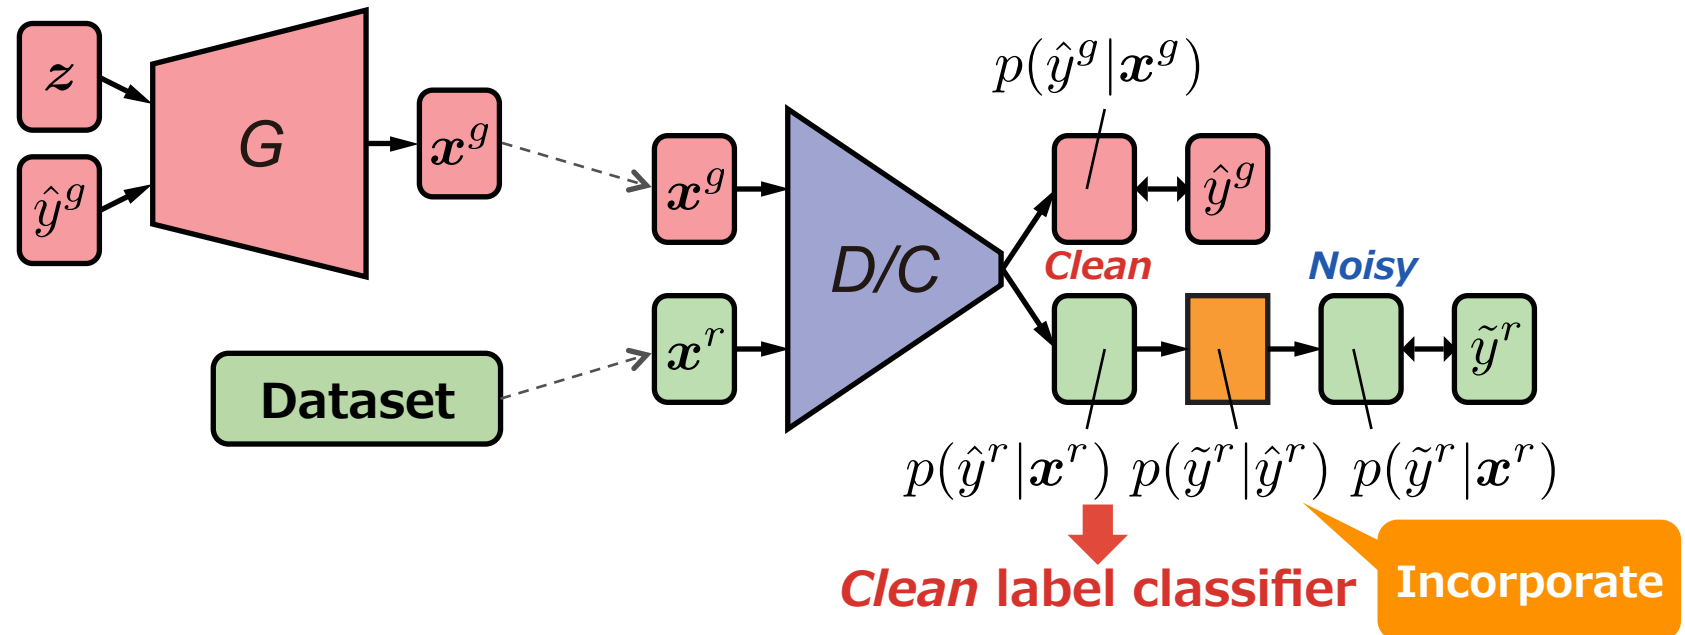 z
ŷ^g
G
x^g
Dataset
x^g
x^r
D/C
p(ŷ^g|x^g)
ŷ^g
Clean
Noisy
ỹ^r
p(ŷ^r|x^r)
p(ỹ^r|ŷ^r)
p(ỹ^r|x^r)
Clean label classifier
Incorporate